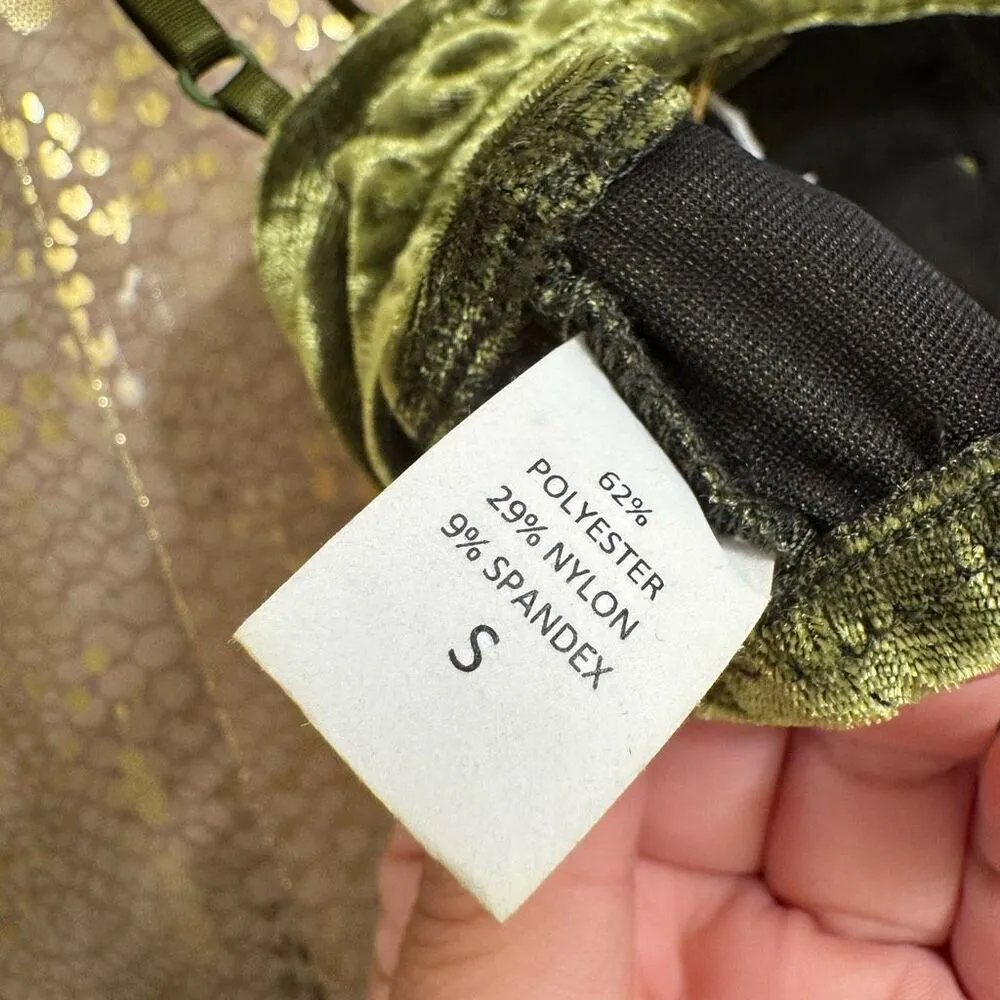 62%
POLYESTER
29% NYLON
9% SPANDEX
S